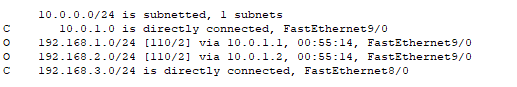 10.0.0.0/24 is subnetted, 1 subnets
C 10.0.1.0 is directly connected, FastEthernet9/0
O 192.168.1.0/24 [110/2] via 10.0.1.1, 00:55:14, FastEthernet9/0
O 192.168.2.0/24 [110/2] via 10.0.1.2, 00:55:14, FastEthernet9/0
C 192.168.3.0/24 is directly connected, FastEthernet8/0